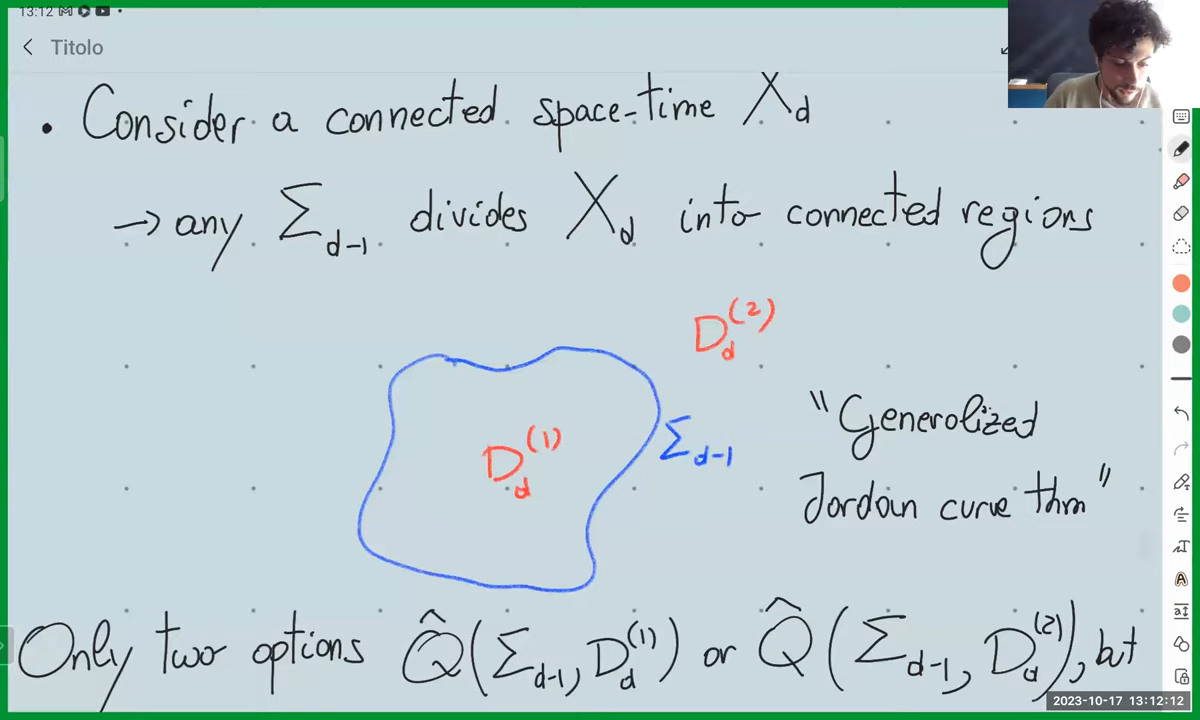 13:12
Titolo
• Consider a connected space-time X_d
→ any Σ_{d-1} divides X_d into connected regions
D_d^{(2)}
D_d^{(1)}
Σ_{d-1}
"Generalized
Jordan curve thm"
Only two options Q̂(Σ_{d-1}, D_d^{(1)}) or Q̂(Σ_{d-1}, D_d^{(2)}), but
2023-10-17 13:12:12